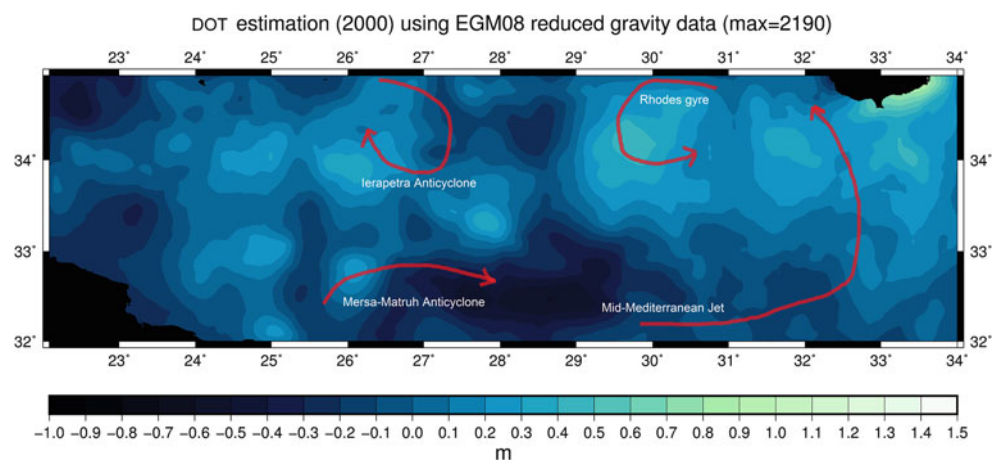 DOT estimation (2000) using EGM08 reduced gravity data (max=2190)
23° 24° 25° 26° 27° 28° 29° 30° 31° 32° 33° 34°
Rhodes gyre
34° 34°
Ierapetra Anticyclone
33° 33°
Mersa-Matruh Anticyclone Mid-Mediterranean Jet
32° 32°
23° 24° 25° 26° 27° 28° 29° 30° 31° 32° 33° 34°
−1.0 −0.9 −0.8 −0.7 −0.6 −0.5 −0.4 −0.3 −0.2 −0.1 0.0 0.1 0.2 0.3 0.4 0.5 0.6 0.7 0.8 0.9 1.0 1.1 1.2 1.3 1.4 1.5
m